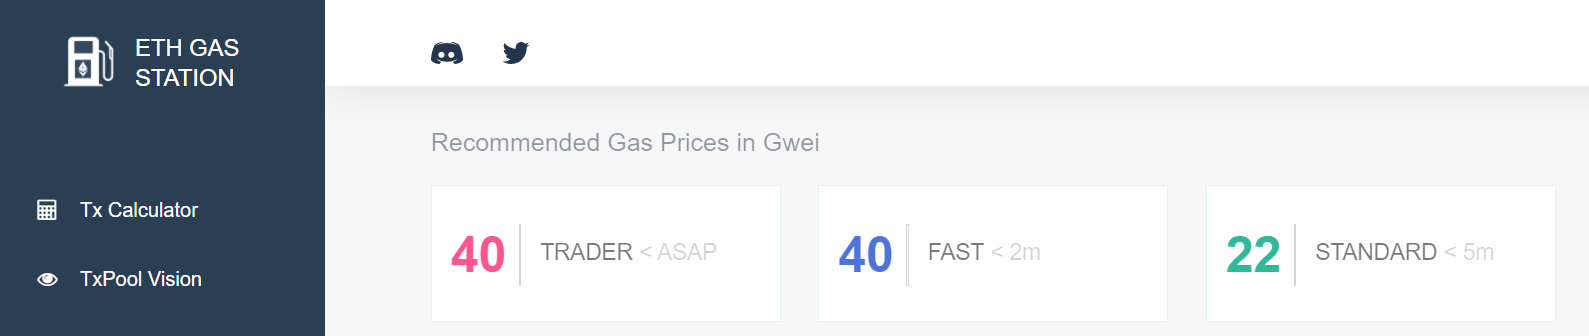 ETH GAS
STATION
Tx Calculator
TxPool Vision
Recommended Gas Prices in Gwei
40 TRADER < ASAP
40 FAST < 2m
22 STANDARD < 5m